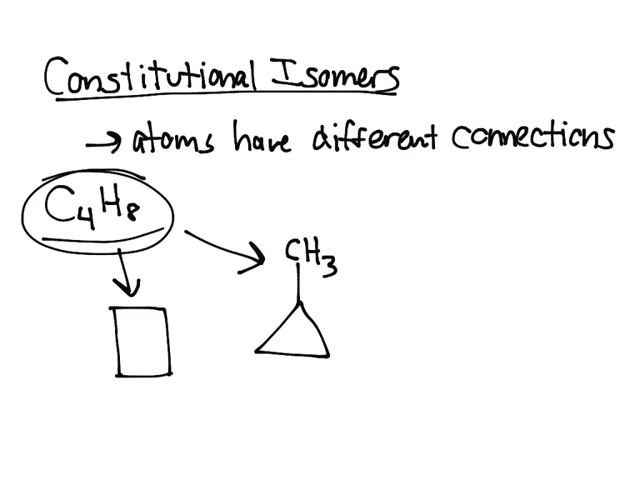 Constitutional Isomers
→ atoms have different connections
C₄H₈
CH₃